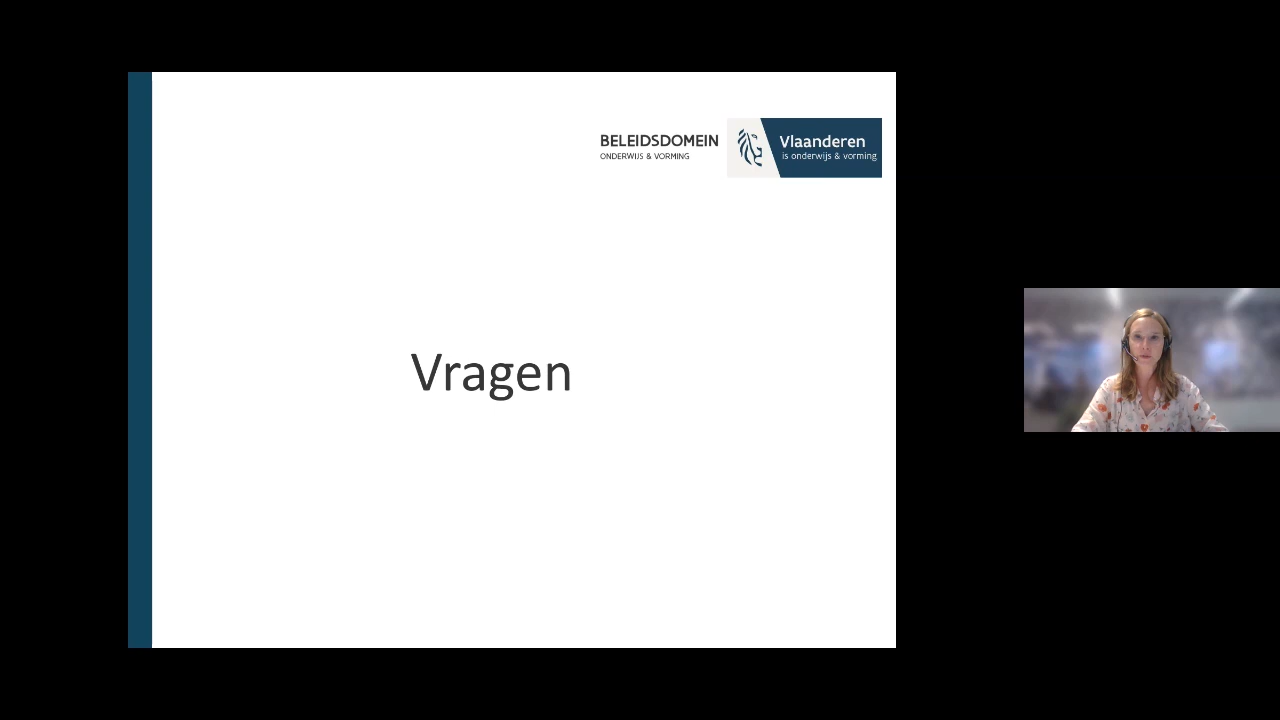 BELEIDSDOMEIN
ONDERWIJS & VORMING
Vlaanderen
is onderwijs & vorming
Vragen